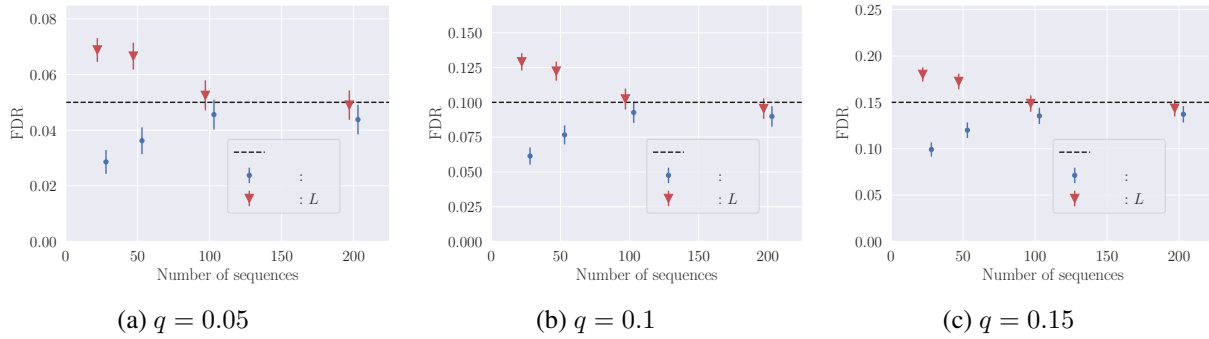 0.08
0.06
0.04
0.02
0.00
FDR
0 50 100 150 200
Number of sequences
:
: L
(a) q = 0.05
0.150
0.125
0.100
0.075
0.050
0.025
0.000
FDR
0 50 100 150 200
Number of sequences
:
: L
(b) q = 0.1
0.25
0.20
0.15
0.10
0.05
0.00
FDR
0 50 100 150 200
Number of sequences
:
: L
(c) q = 0.15